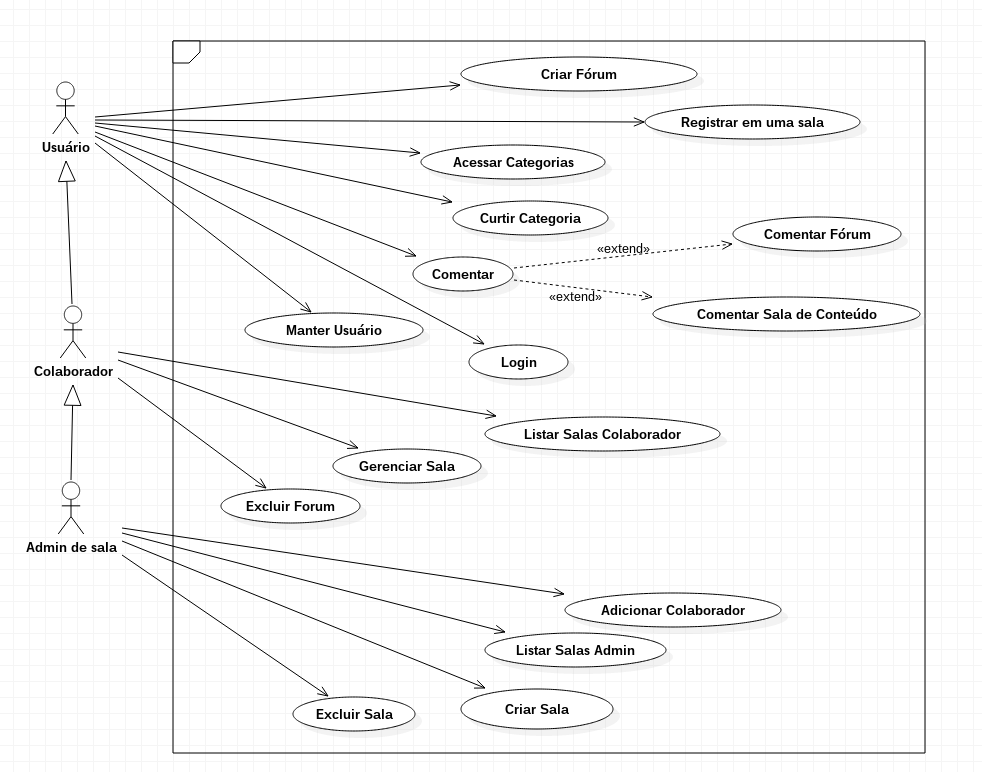 Criar Fórum
Registrar em uma sala
Usuário
Acessar Categorias
Curtir Categoria
Comentar Fórum
«extend»
Comentar
«extend»
Comentar Sala de Conteúdo
Manter Usuário
Login
Colaborador
Listar Salas Colaborador
Gerenciar Sala
Excluir Forum
Admin de sala
Adicionar Colaborador
Listar Salas Admin
Criar Sala
Excluir Sala